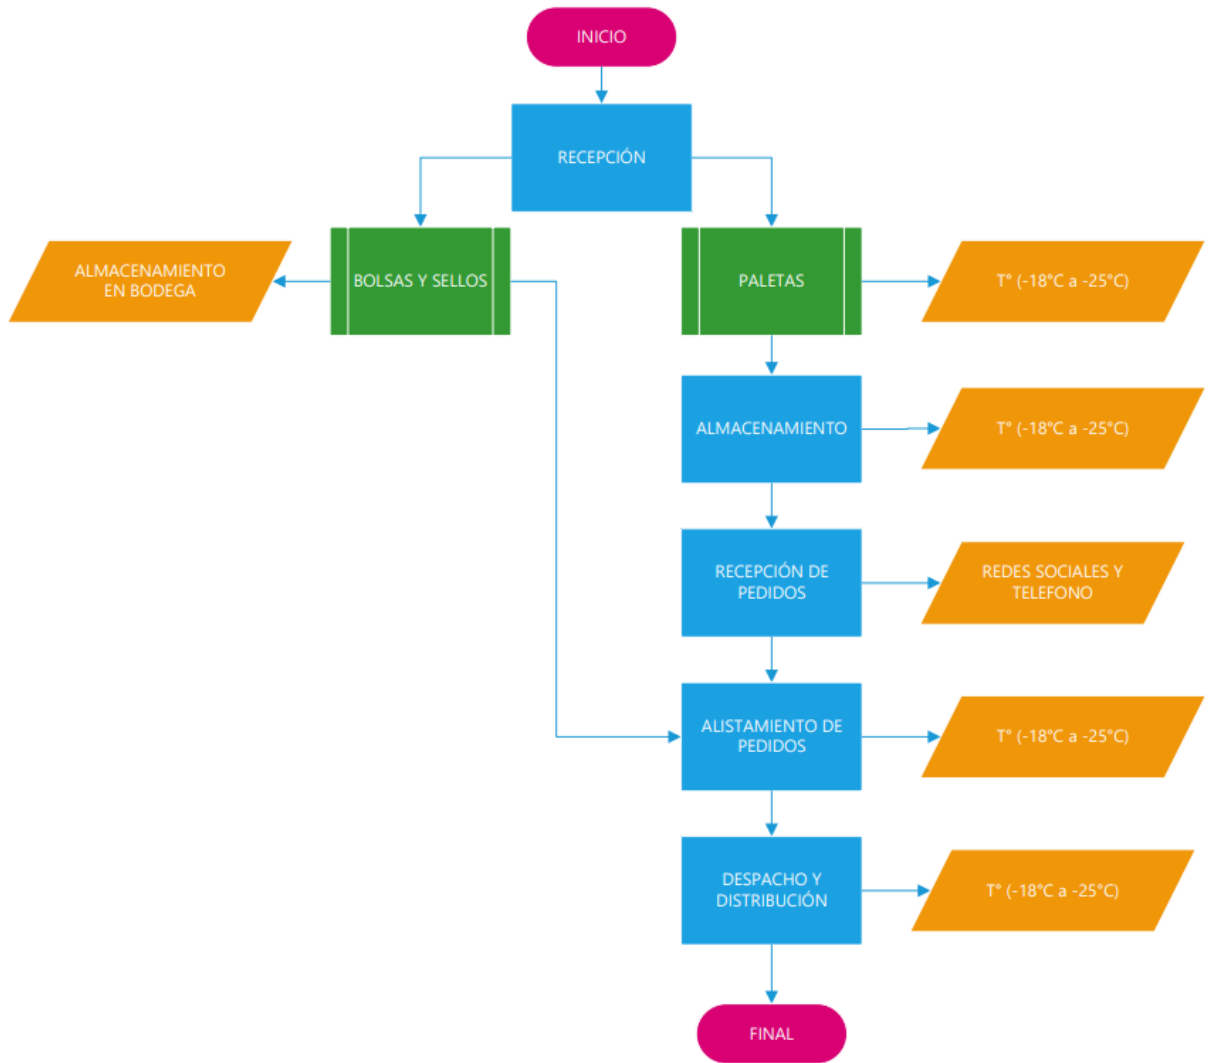 INICIO
RECEPCIÓN
ALMACENAMIENTO
EN BODEGA
BOLSAS Y SELLOS
PALETAS
T° (-18°C a -25°C)
ALMACENAMIENTO
T° (-18°C a -25°C)
RECEPCIÓN DE
PEDIDOS
REDES SOCIALES Y
TELEFONO
ALISTAMIENTO DE
PEDIDOS
T° (-18°C a -25°C)
DESPACHO Y
DISTRIBUCIÓN
T° (-18°C a -25°C)
FINAL